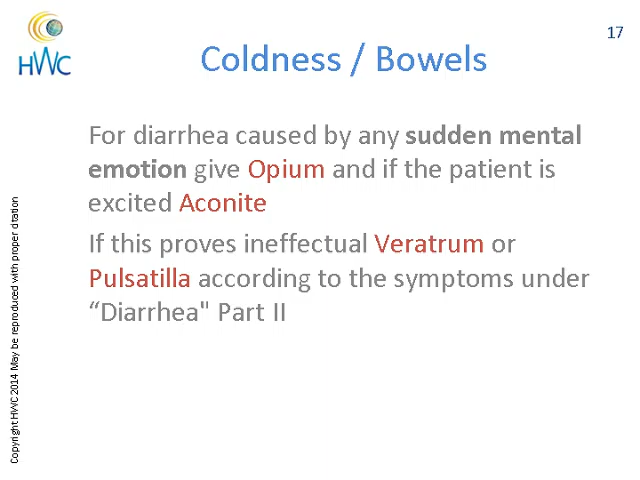 17
HWC
Coldness / Bowels
For diarrhea caused by any sudden mental
emotion give Opium and if the patient is
excited Aconite
If this proves ineffectual Veratrum or
Pulsatilla according to the symptoms under
“Diarrhea" Part II
Copyright HWC 2014 May be reproduced with proper citation